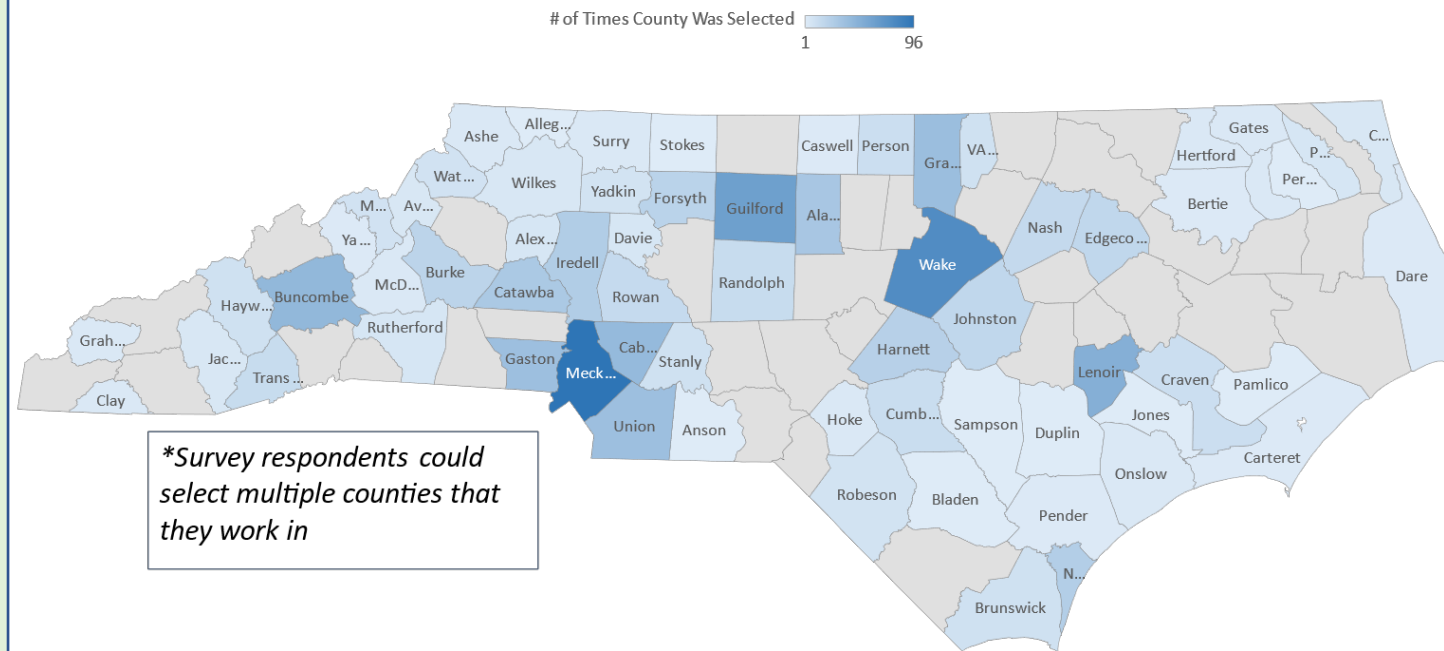 # of Times County Was Selected
1 96
Ashe
Alleg...
Surry
Stokes
Caswell
Person
Gra...
VA...
Gates
Hertford
P...
C...
Wat...
Wilkes
Yadkin
Forsyth
Guilford
Ala...
Per...
Bertie
M...
Av...
Ya...
Alex...
Davie
Iredell
Nash
Edgeco...
Wake
Dare
Burke
McD...
Catawba
Rowan
Randolph
Buncombe
Hayw...
Rutherford
Johnston
Grah...
Jac...
Trans...
Gaston
Cab...
Stanly
Harnett
Meck...
Lenoir
Craven
Pamlico
Clay
Union
Anson
Hoke
Cumb...
Sampson
Duplin
Jones
Carteret
Onslow
Robeson
Bladen
Pender
N...
Brunswick
*Survey respondents could
select multiple counties that
they work in